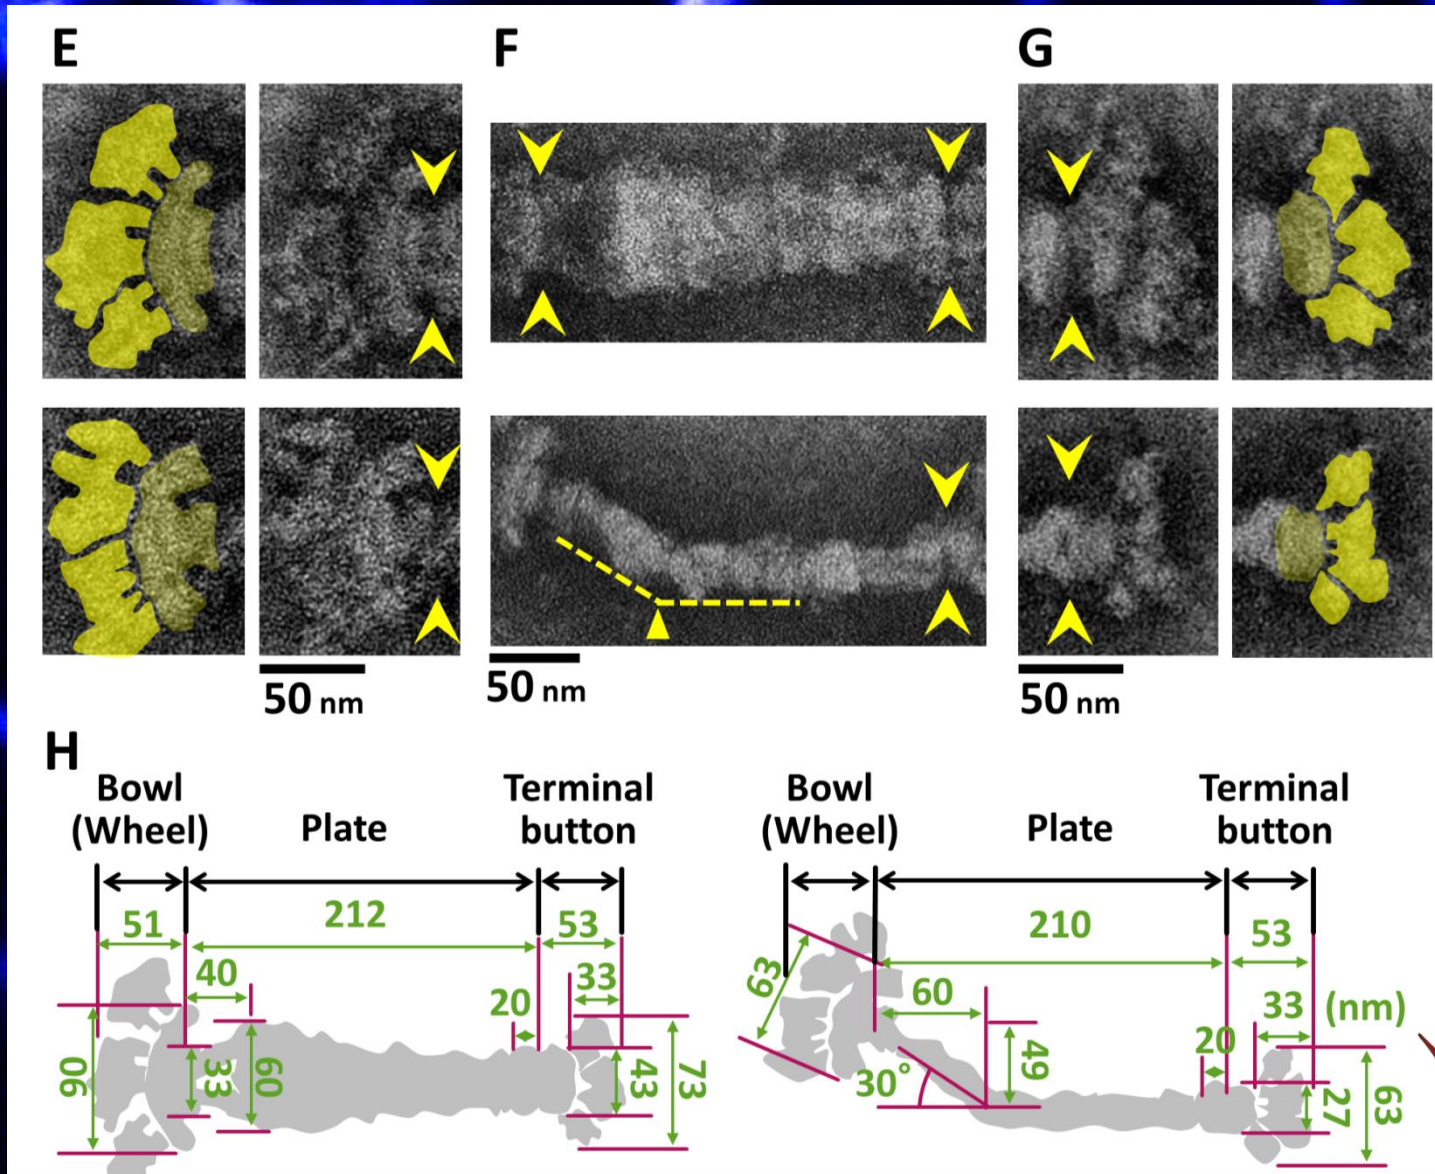 E
F
G
50 nm
50 nm
50 nm
H
Bowl
(Wheel)
Plate
Terminal
button
Bowl
(Wheel)
Plate
Terminal
button
51
212
53
40
33
20
96
33
60
43
73
210
53
63
60
33
(nm)
20
49
30°
27
63